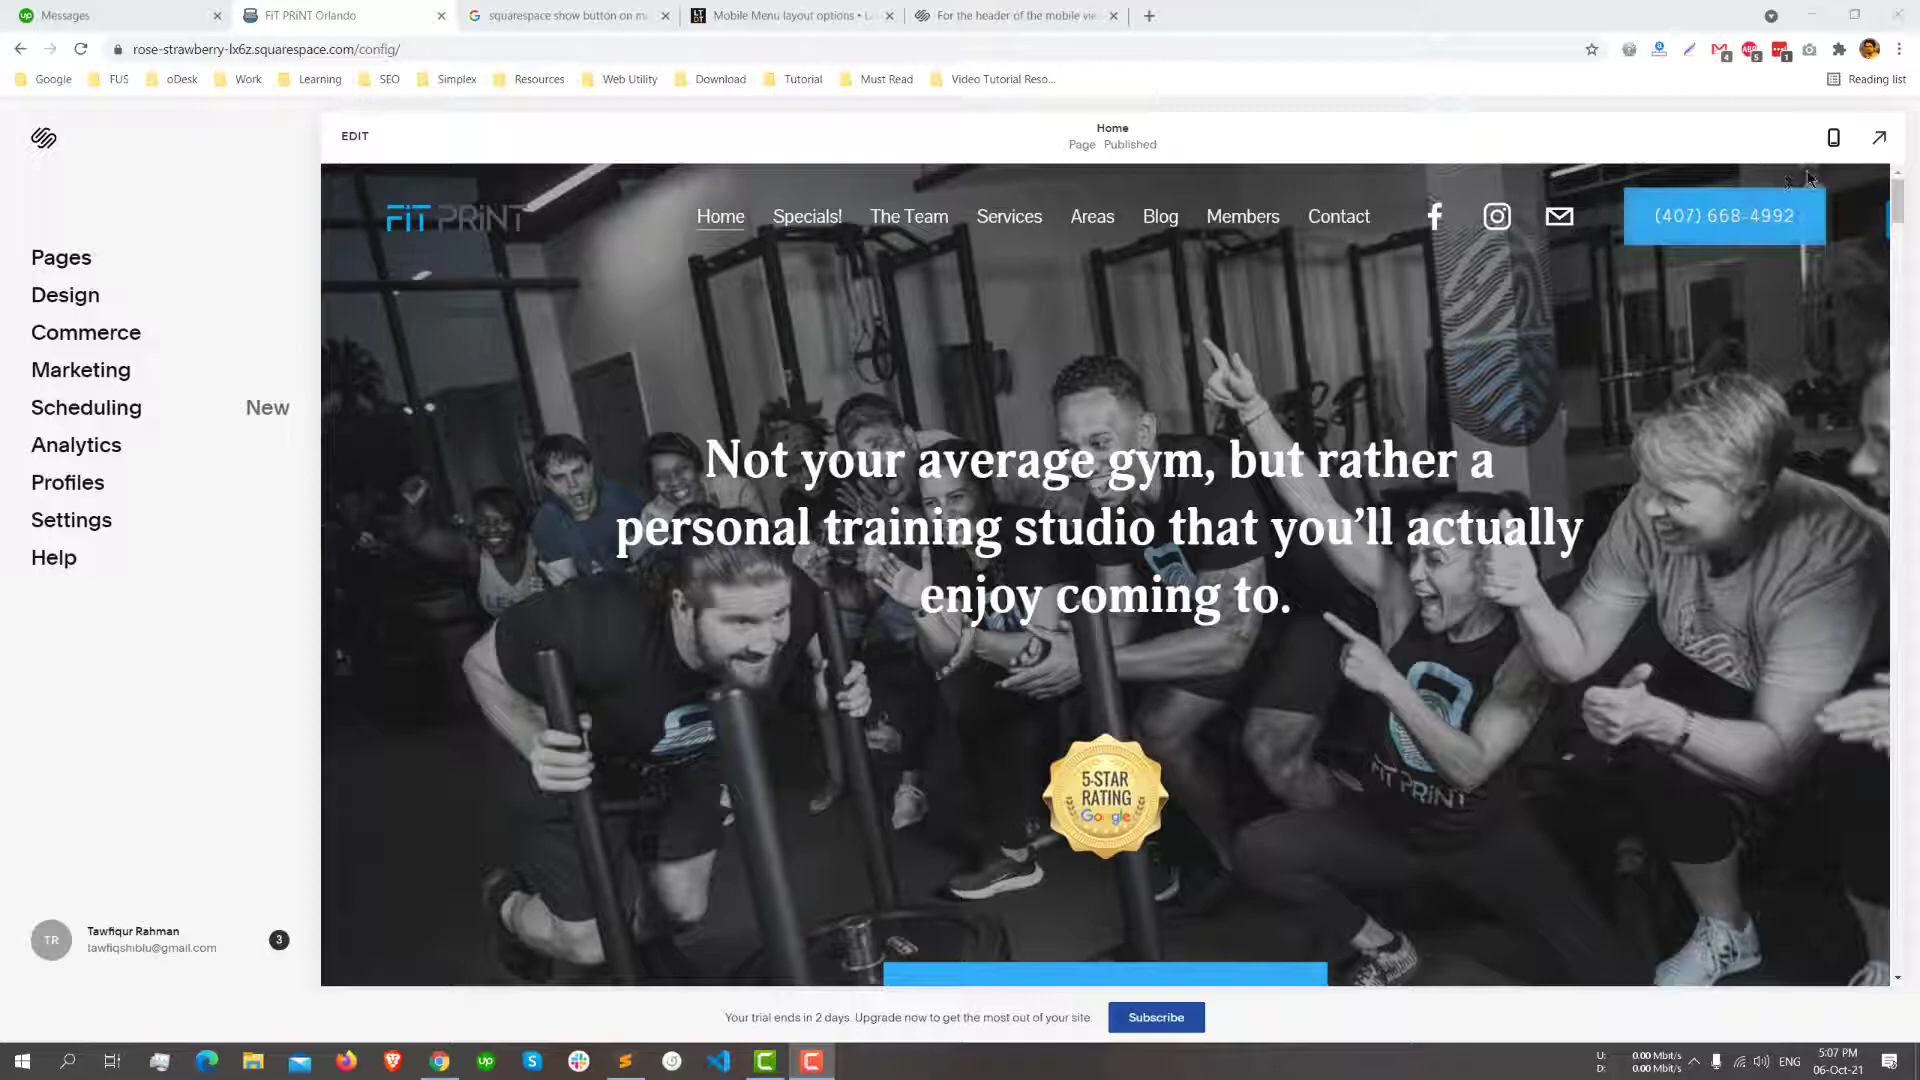 Messages
FiT PRiNT Orlando
squarespace show button on m
Mobile Menu layout options •
For the header of the mobile vie
rose-strawberry-lx6z.squarespace.com/config/
4
5
1
Google
FUS
oDesk
Work
Learning
SEO
Simplex
Resources
Web Utility
Download
Tutorial
Must Read
Video Tutorial Reso...
Reading list
EDIT
Home
Page Published
FiT PRiNT
Home
Specials!
The Team
Services
Areas
Blog
Members
Contact
(407) 668-4992
Pages
Design
Commerce
Marketing
Scheduling New
Analytics
Profiles
Settings
Help
Not your average gym, but rather a
personal training studio that you'll actually
enjoy coming to.
5-STAR
RATING
Google
FiT PRiNT
TR
Tawfiqur Rahman
tawfiqshiblu@gmail.com
3
Your trial ends in 2 days. Upgrade now to get the most out of your site.
Subscribe
U: 0.00 Mbit/s
D: 0.00 Mbit/s
ENG
5:07 PM
06-Oct-21